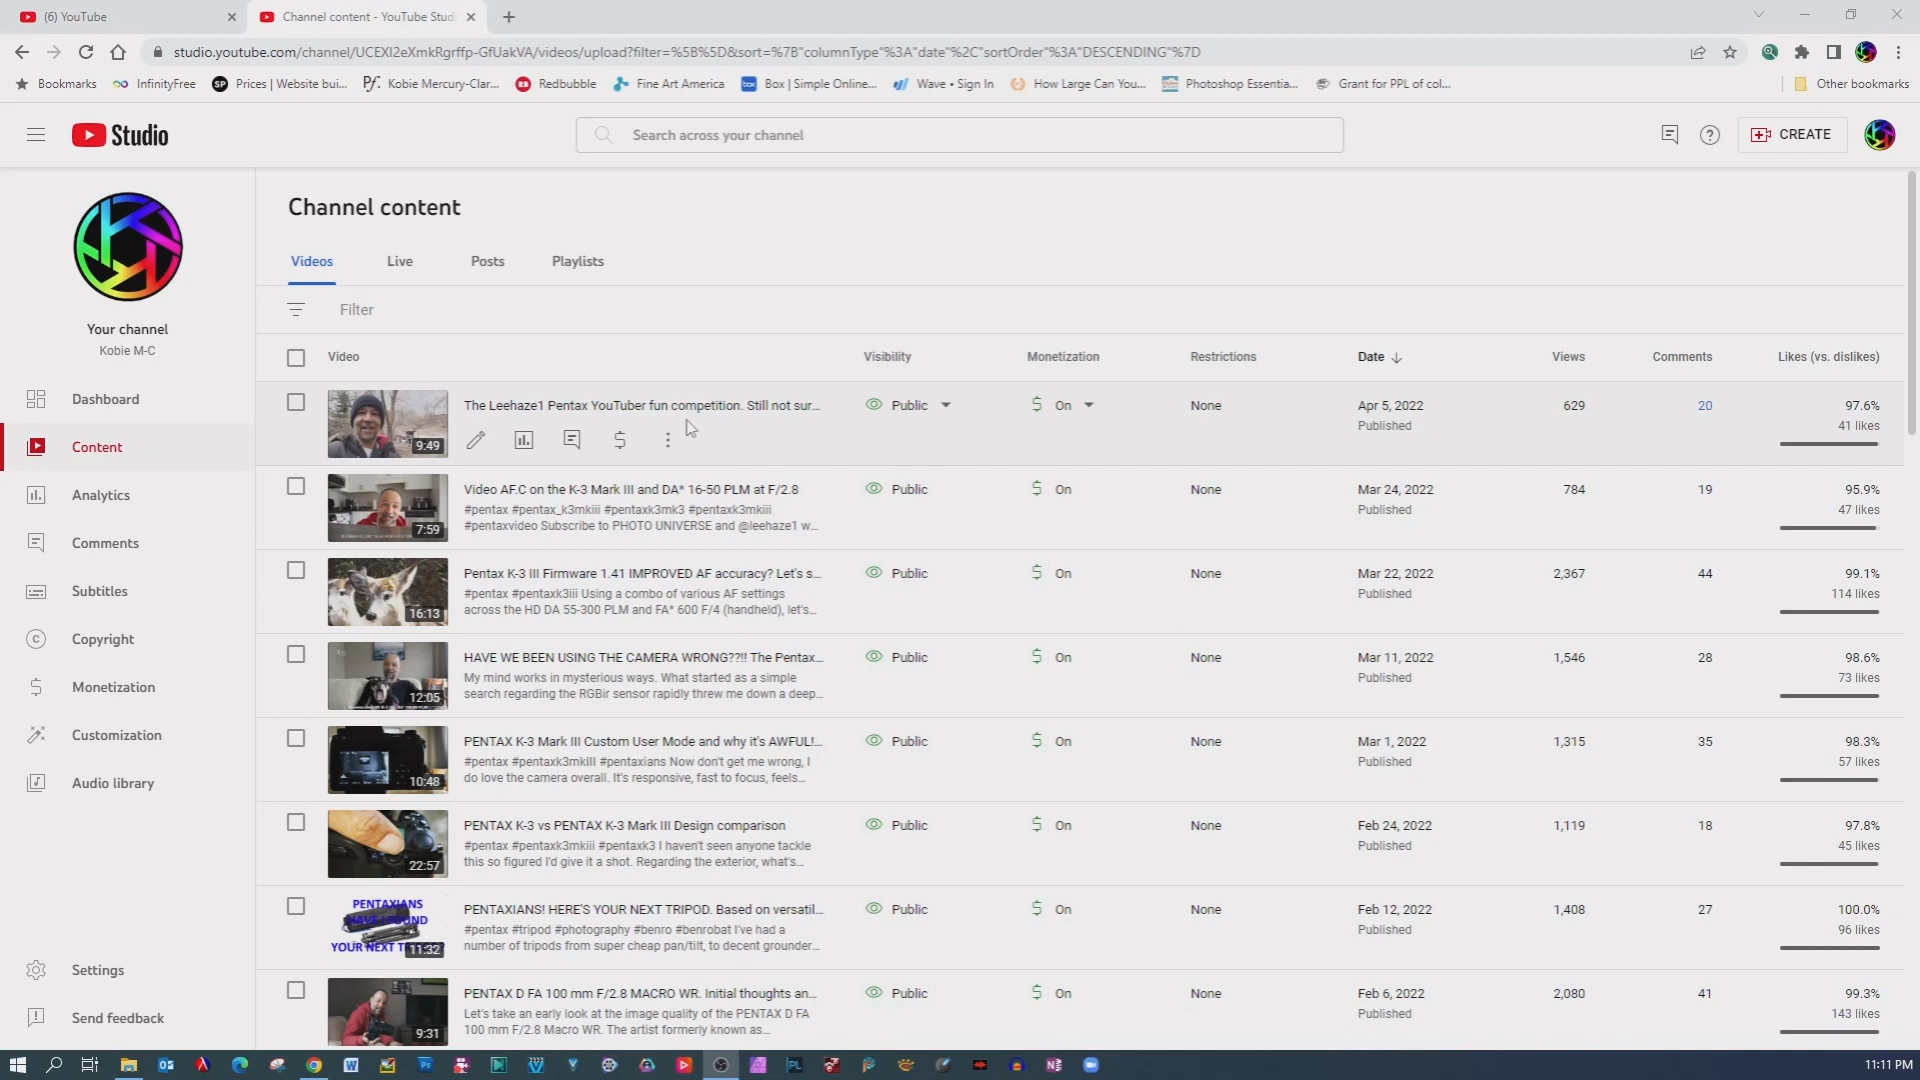 (6) YouTube
Channel content - YouTube Studi
studio.youtube.com/channel/UCEXI2eXmkRgrffp-GfUakVA/videos/upload?filter=%5B%5D&sort=%7B"columnType"%3A"date"%2C"sortOrder"%3A"DESCENDING"%7D
Bookmarks InfinityFree Prices | Website bui... Kobie Mercury-Clar... Redbubble Fine Art America Box | Simple Online... Wave • Sign In How Large Can You... Photoshop Essentia... Grant for PPL of col... Other bookmarks
Studio
Search across your channel
CREATE
Your channel
Kobie M-C
Dashboard
Content
Analytics
Comments
Subtitles
Copyright
Monetization
Customization
Audio library
Settings
Send feedback
Channel content
Videos Live Posts Playlists
Filter
Video Visibility Monetization Restrictions Date Views Comments Likes (vs. dislikes)
The Leehaze1 Pentax YouTuber fun competition. Still not sur... Public On None Apr 5, 2022 629 20 97.6%
Published 41 likes
9:49
Video AF.C on the K-3 Mark III and DA* 16-50 PLM at F/2.8 Public On None Mar 24, 2022 784 19 95.9%
#pentax #pentax_k3mkiii #pentaxk3mk3 #pentaxk3mkiii Published 47 likes
#pentaxvideo Subscribe to PHOTO UNIVERSE and @leehaze1 w...
7:59
Pentax K-3 III Firmware 1.41 IMPROVED AF accuracy? Let's s... Public On None Mar 22, 2022 2,367 44 99.1%
#pentax #pentaxk3iii Using a combo of various AF settings Published 114 likes
across the HD DA 55-300 PLM and FA* 600 F/4 (handheld), let's...
16:13
HAVE WE BEEN USING THE CAMERA WRONG??!! The Pentax... Public On None Mar 11, 2022 1,546 28 98.6%
My mind works in mysterious ways. What started as a simple Published 73 likes
search regarding the RGBir sensor rapidly threw me down a deep...
12:05
PENTAX K-3 Mark III Custom User Mode and why it's AWFUL!... Public On None Mar 1, 2022 1,315 35 98.3%
#pentax #pentaxk3mkIII #pentaxians Now don't get me wrong, I Published 57 likes
do love the camera overall. It's responsive, fast to focus, feels...
10:48
PENTAX K-3 vs PENTAX K-3 Mark III Design comparison Public On None Feb 24, 2022 1,119 18 97.8%
#pentax #pentaxk3mkiii #pentaxk3 I haven't seen anyone tackle Published 45 likes
this so figured I'd give it a shot. Regarding the exterior, what's...
22:57
PENTAXIANS! HERE'S YOUR NEXT TRIPOD. Based on versatil... Public On None Feb 12, 2022 1,408 27 100.0%
#pentax #tripod #photography #benro #benrobat I've had a Published 96 likes
number of tripods from super cheap pan/tilt, to decent grounder...
PENTAXIANS
HAVE I FOUND
YOUR NEXT
11:32
PENTAX D FA 100 mm F/2.8 MACRO WR. Initial thoughts an... Public On None Feb 6, 2022 2,080 41 99.3%
Let's take an early look at the image quality of the PENTAX D FA Published 143 likes
100 mm F/2.8 Macro WR. The artist formerly known as...
9:31
11:11 PM